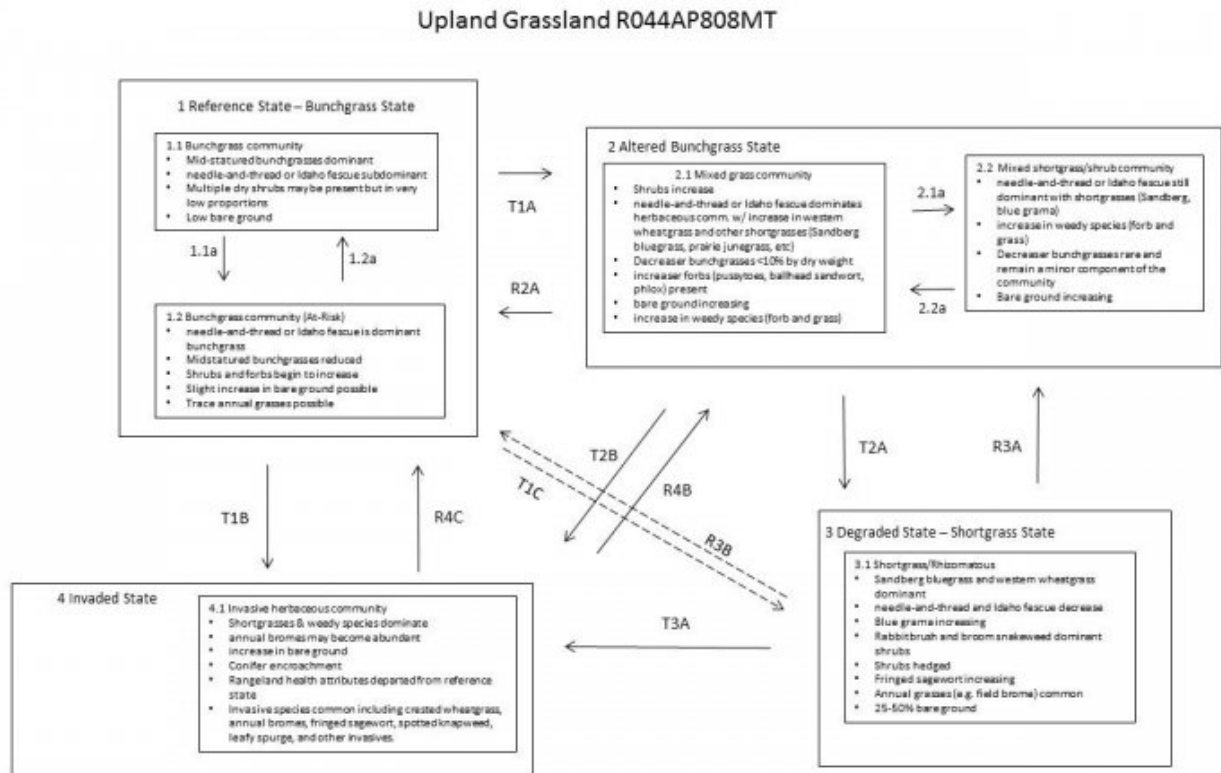 Upland Grassland R044AP808MT
1 Reference State – Bunchgrass State
1.1 Bunchgrass community
• Mid-statured bunchgrasses dominant
• needle-and-thread or Idaho fescue subdominant
• Multiple dry shrubs may be present but in very
low proportions
• Low bare ground
1.1a
1.2a
1.2 Bunchgrass community (At-Risk)
• needle-and-thread or Idaho fescue is dominant
bunchgrass
• Midstatured bunchgrasses reduced
• Shrubs and forbs begin to increase
• Slight increase in bare ground possible
• Trace annual grasses possible
T1A
R2A
2 Altered Bunchgrass State
2.1 Mixed grass community
• Shrubs increase
• needle-and-thread or Idaho fescue dominates
herbaceous comm. w/ increase in western
wheatgrass and other shortgrasses (Sandberg
bluegrass, prairie junegrass, etc)
• Decreaser bunchgrasses <10% by dry weight
• increaser forbs (pussytoes, ballhead sandwort,
phlox) present
• bare ground increasing
• increase in weedy species (forb and grass)
2.1a
2.2a
2.2 Mixed shortgrass/shrub community
• needle-and-thread or Idaho fescue still
dominant with shortgrasses (Sandberg,
blue grama)
• increase in weedy species (forb and
grass)
• Decreaser bunchgrasses rare and
remain a minor component of the
community
• Bare ground increasing
T1B
R4C
T1C
T2B
R4B
R3B
T2A
R3A
3 Degraded State – Shortgrass State
3.1 Shortgrass/Rhizomatous
• Sandberg bluegrass and western wheatgrass
dominant
• needle-and-thread and Idaho fescue decrease
• Blue grama increasing
• Rabbitbrush and broom snakeweed dominant
shrubs
• Shrubs hedged
• Fringed sagewort increasing
• Annual grasses (e.g. field brome) common
• 25-50% bare ground
T3A
4 Invaded State
4.1 Invasive herbaceous community
• Shortgrasses & weedy species dominate
• annual bromes may become abundant
• increase in bare ground
• Conifer encroachment
• Rangeland health attributes departed from reference
state
• Invasive species common including crested wheatgrass,
annual bromes, fringed sagewort, spotted knapweed,
leafy spurge, and other invasives.